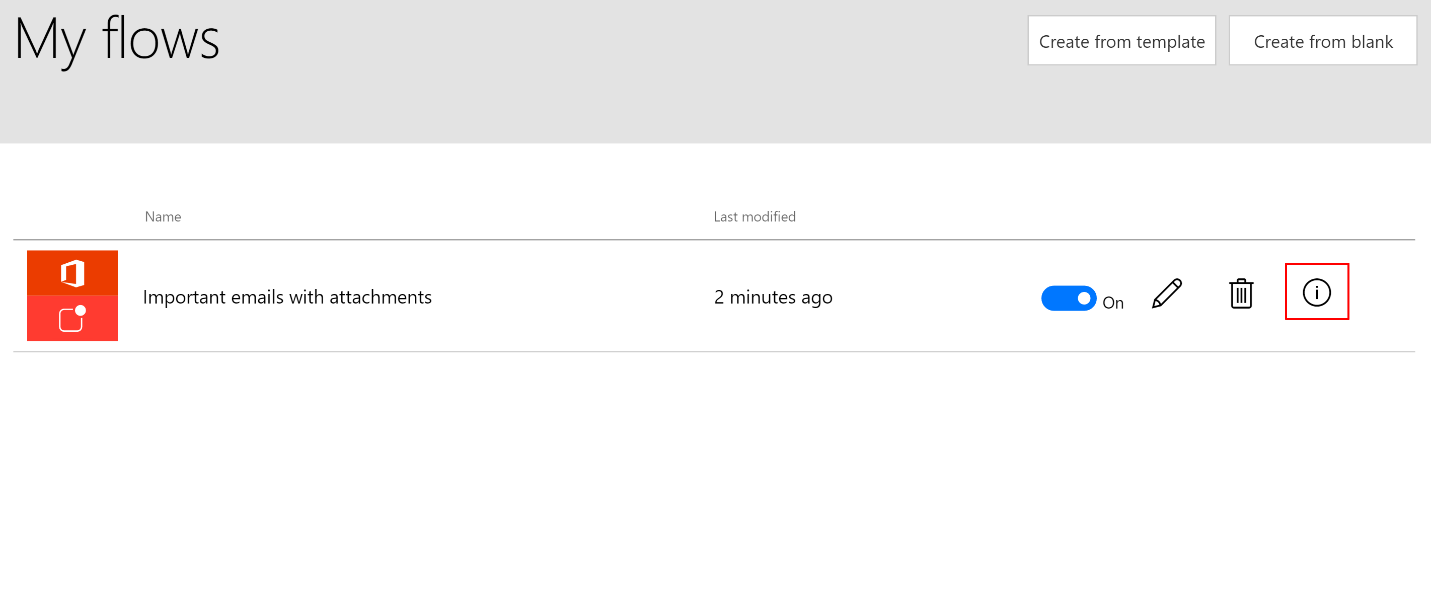 My flows
Create from template
Create from blank
Name
Last modified
Important emails with attachments
2 minutes ago
On